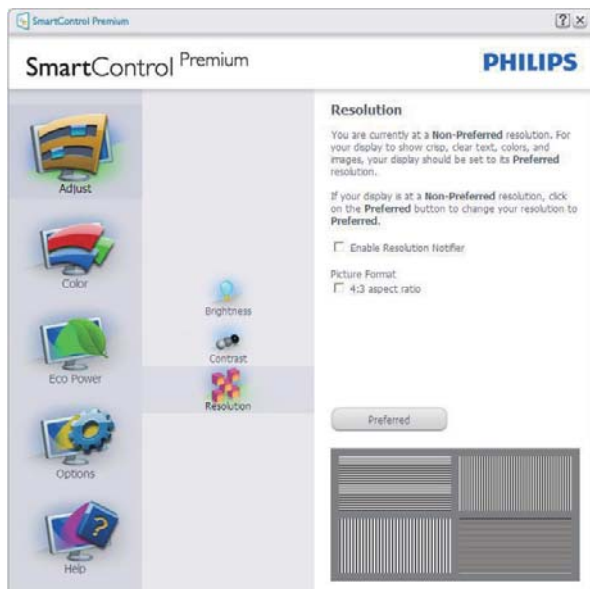 SmartControl Premium
? ×
SmartControl Premium
PHILIPS
Adjust
Color
Eco Power
Options
Help
Brightness
Contrast
Resolution
Resolution
You are currently at a Non-Preferred resolution. For
your display to show crisp, clear text, colors, and
images, your display should be set to its Preferred
resolution.
If your display is at a Non-Preferred resolution, click
on the Preferred button to change your resolution to
Preferred.
Enable Resolution Notifier
Picture Format
4:3 aspect ratio
Preferred